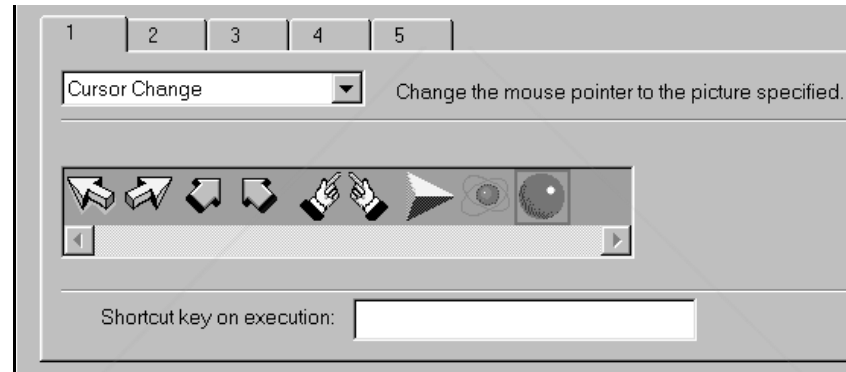 1 2 3 4 5
Cursor Change
Change the mouse pointer to the picture specified.
Shortcut key on execution: